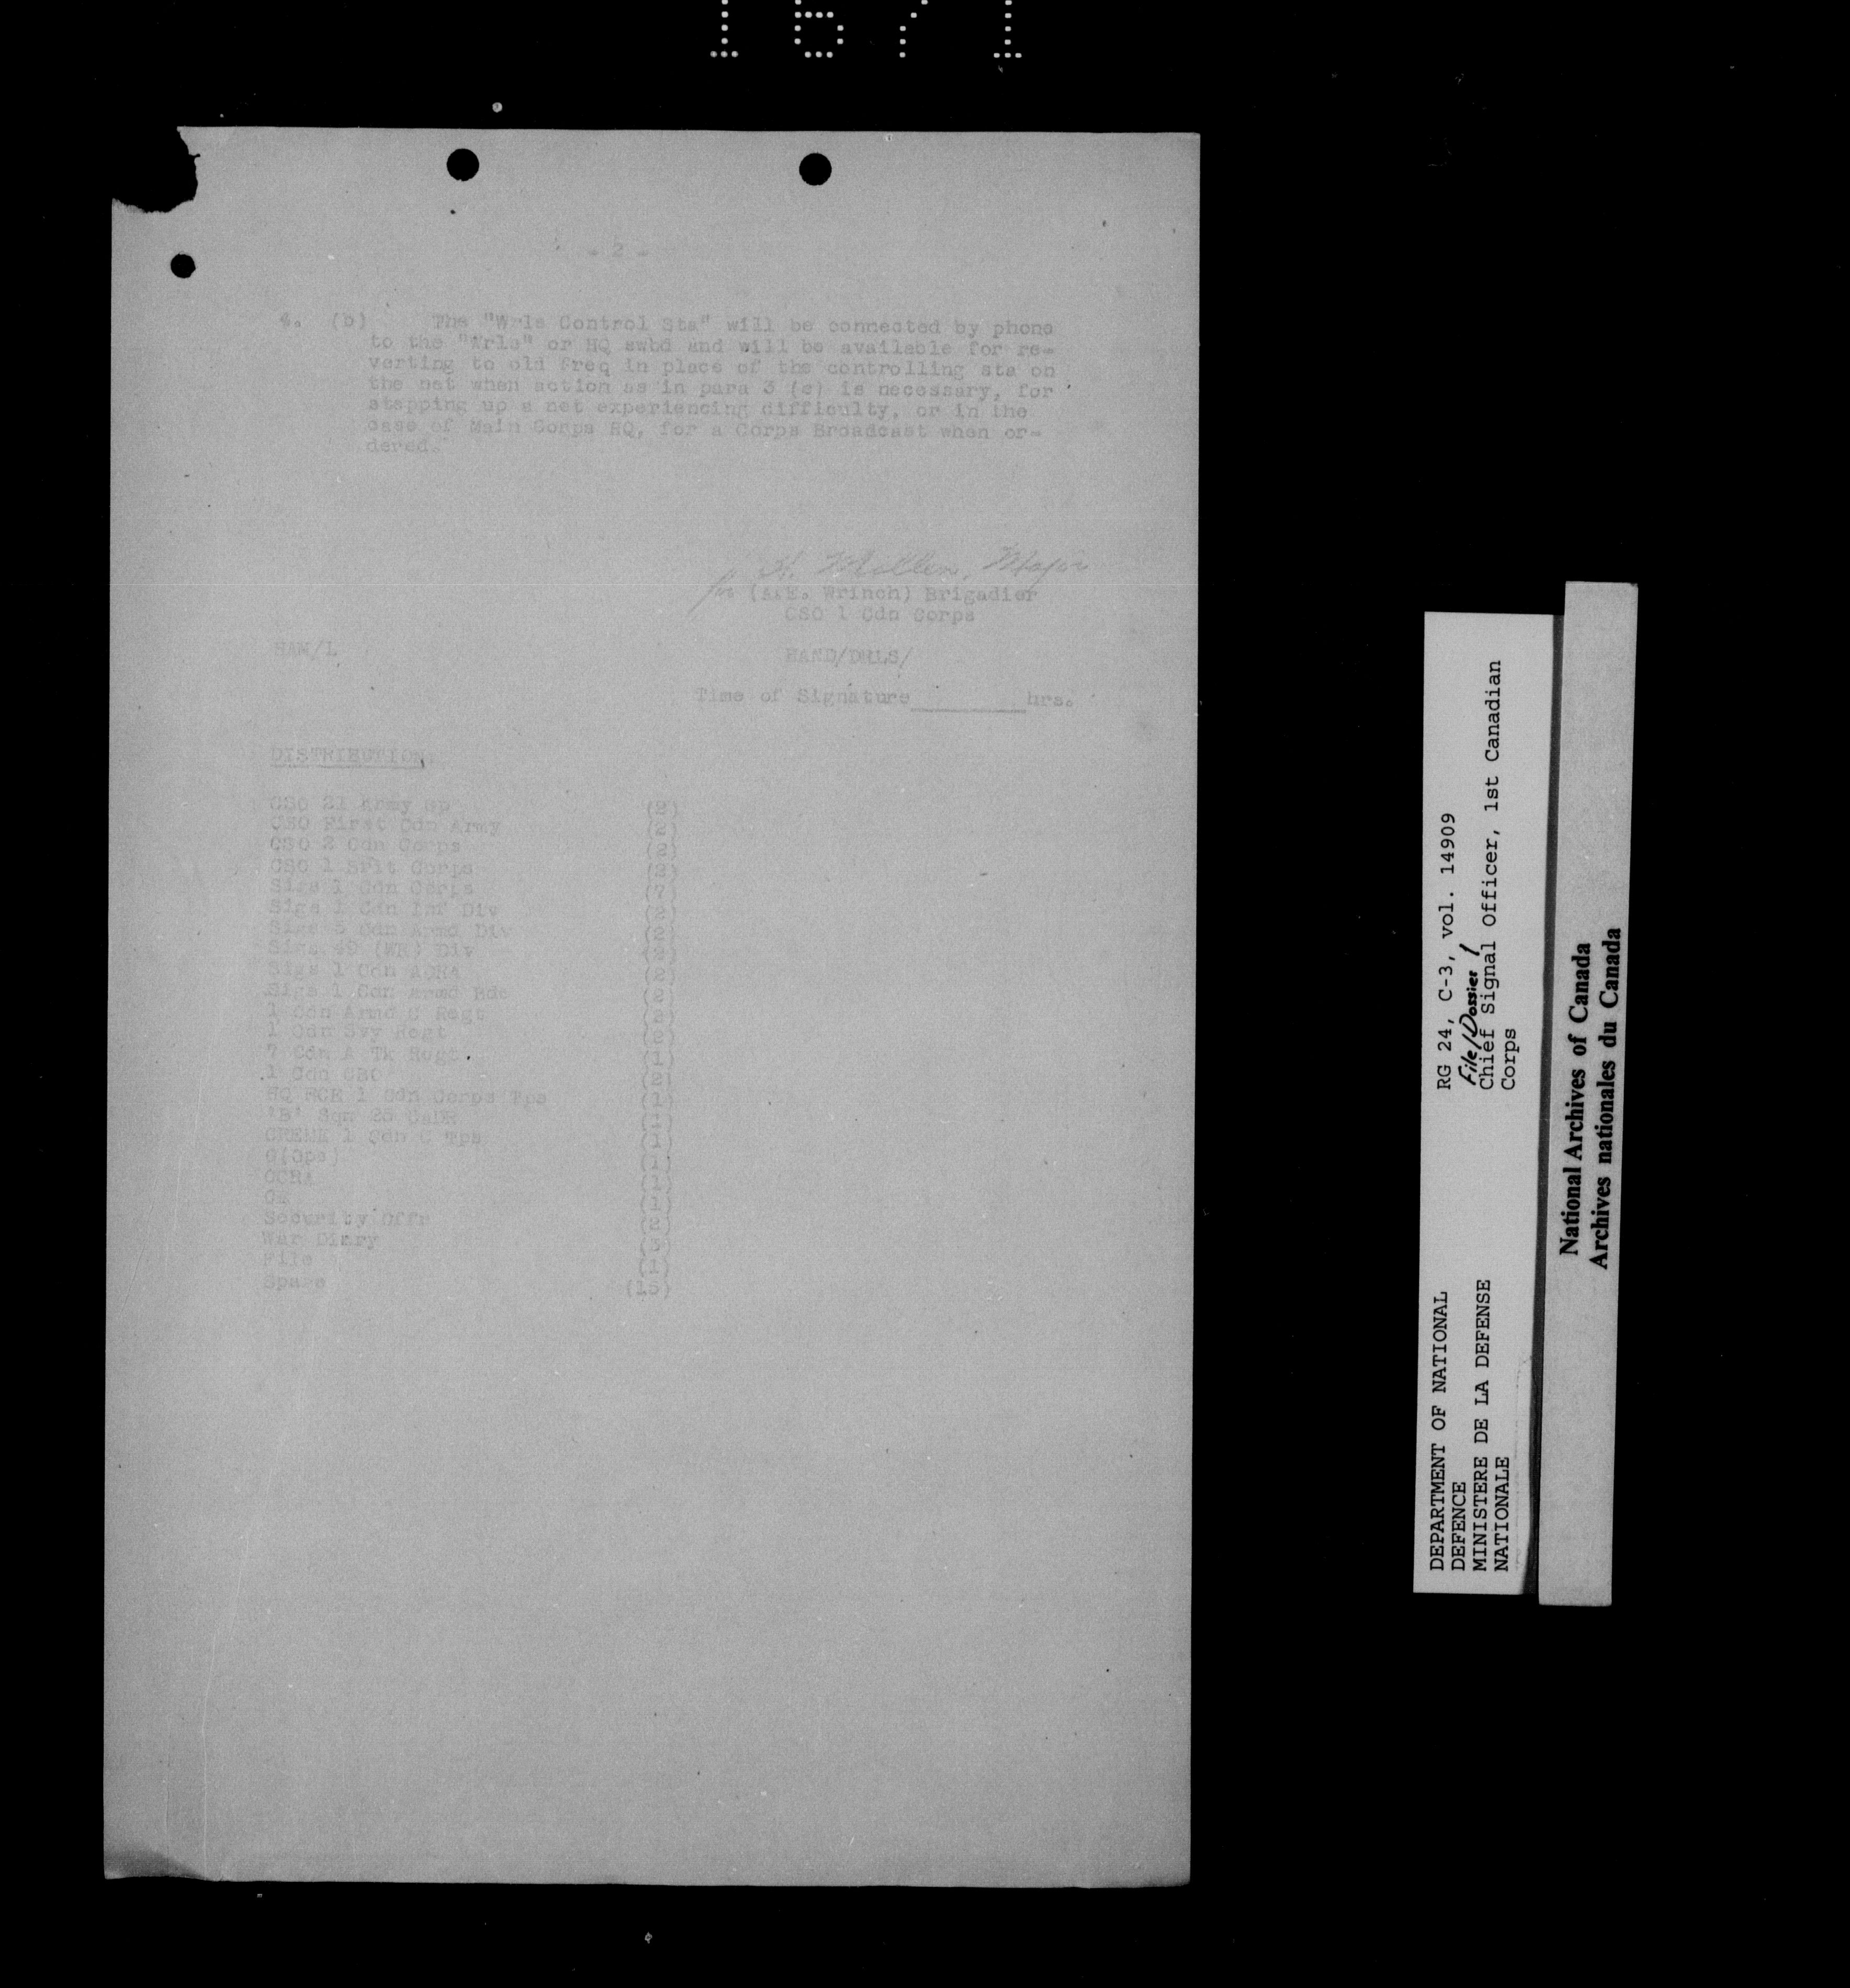 1671
- 2 -
4. (b) The "Wrls Control Sta" will be connected by phone
to the "Wrls" or HQ swbd and will be available for re-
verting to old freq in place of the controlling sta on
the net when action as in para 3 (c) is necessary, for
stepping up a net experiencing difficulty, or in the
case of Main Corps HQ, for a Corps Broadcast when or-
dered.
Major
for (A.E. Wrinch) Brigadier
CSO 1 Cdn Corps
HAM/L
HAND/DRLS/
Time of Signature________hrs.
DISTRIBUTION
CSO 21 Army Gp (2)
CSO First Cdn Army (2)
CSO 2 Cdn Corps (2)
CSO 1 Brit Corps (2)
Sigs 1 Cdn Corps (7)
Sigs 1 Cdn Inf Div (2)
Sigs 5 Cdn Armd Div (2)
Sigs 49 (WR) Div (2)
Sigs 1 Cdn AGRA (2)
Sigs 1 Cdn Armd Bde (2)
1 Cdn Armd C Regt (2)
1 Cdn Svy Regt (2)
7 Cdn A Tk Regt (1)
1 Cdn (2)
HQ RCE 1 Cdn Corps Tps (1)
'B' Sqn 25 (1)
CREME 1 Cdn C Tps (1)
G(Ops) (1)
CCRA (1)
(1)
Security Offr (2)
War Diary (3)
File (1)
Spare (15)
RG 24, C-3, vol. 14909
File/Dossier 1
Chief Signal Officer, 1st Canadian
Corps
DEPARTMENT OF NATIONAL
DEFENCE
MINISTERE DE LA DEFENSE
NATIONALE
National Archives of Canada
Archives nationales du Canada